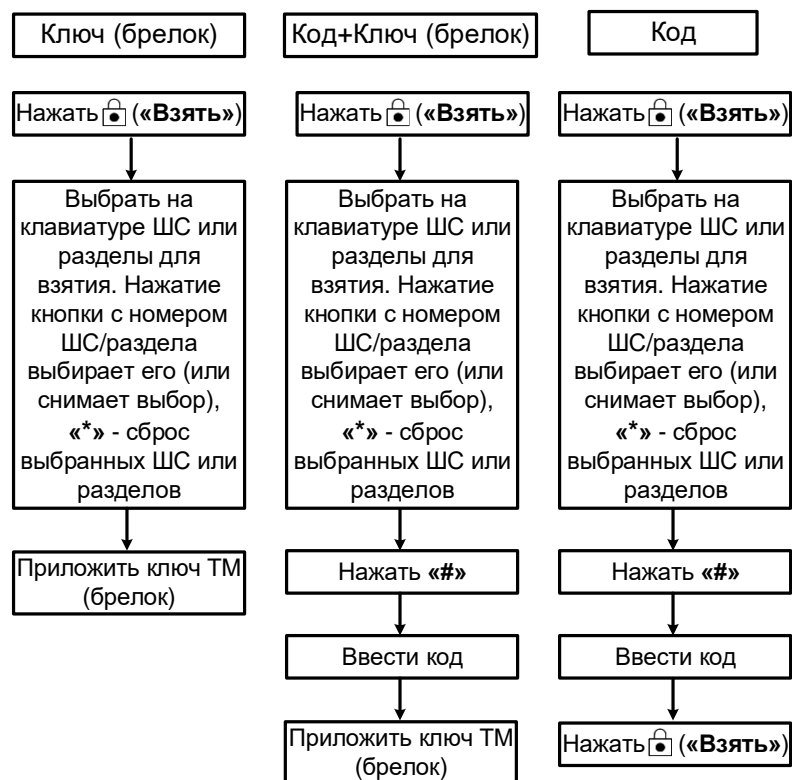 Ключ (брелок)
Нажать («Взять»)
Выбрать на
клавиатуре ШС или
разделы для
взятия. Нажатие
кнопки с номером
ШС/раздела
выбирает его (или
снимает выбор),
«*» - сброс
выбранных ШС или
разделов
Приложить ключ ТМ
(брелок)
Код+Ключ (брелок)
Нажать («Взять»)
Выбрать на
клавиатуре ШС или
разделы для
взятия. Нажатие
кнопки с номером
ШС/раздела
выбирает его (или
снимает выбор),
«*» - сброс
выбранных ШС или
разделов
Нажать «#»
Ввести код
Приложить ключ ТМ
(брелок)
Код
Нажать («Взять»)
Выбрать на
клавиатуре ШС или
разделы для
взятия. Нажатие
кнопки с номером
ШС/раздела
выбирает его (или
снимает выбор),
«*» - сброс
выбранных ШС или
разделов
Нажать «#»
Ввести код
Нажать («Взять»)